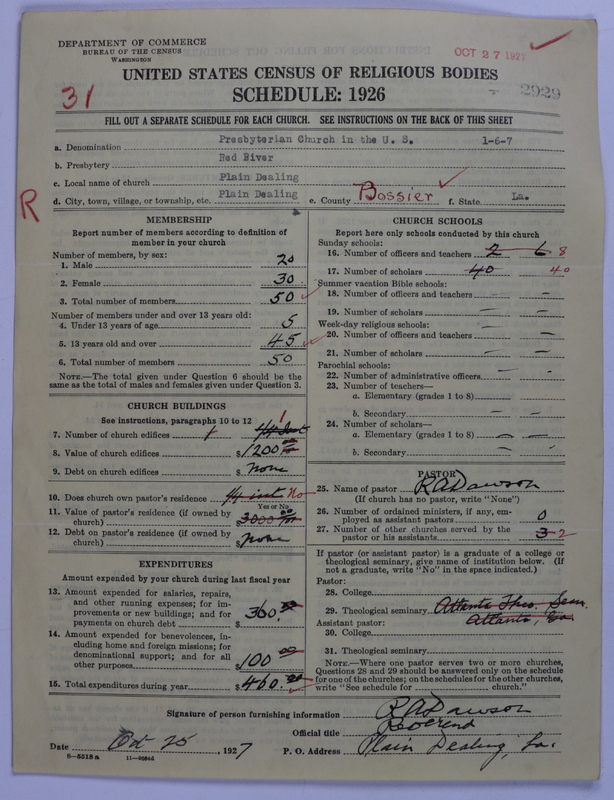 DEPARTMENT OF COMMERCE
BUREAU OF THE CENSUS
WASHINGTON
OCT 27 1927
UNITED STATES CENSUS OF RELIGIOUS BODIES
31
SCHEDULE: 1926
2929
FILL OUT A SEPARATE SCHEDULE FOR EACH CHURCH. SEE INSTRUCTIONS ON THE BACK OF THIS SHEET
a. Denomination Presbyterian Church in the U. S. 1-6-7
b. Presbytery Red River
c. Local name of church Plain Dealing
d. City, town, village, or township, etc. Plain Dealing e. County Bossier f. State La.
R
MEMBERSHIP
Report number of members according to definition of
member in your church
Number of members, by sex:
1. Male 20
2. Female 30
3. Total number of members 50
Number of members under and over 13 years old:
4. Under 13 years of age 5
5. 13 years old and over 45
6. Total number of members 50
NOTE.—The total given under Question 6 should be the
same as the total of males and females given under Question 3.
CHURCH BUILDINGS
See instructions, paragraphs 10 to 12
7. Number of church edifices 1
8. Value of church edifices $1200 00
9. Debt on church edifices $ None
10. Does church own pastor's residence No
Yes or No
11. Value of pastor's residence (if owned by
church) $3000
12. Debt on pastor's residence (if owned by
church) $ None
EXPENDITURES
Amount expended by your church during last fiscal year
13. Amount expended for salaries, repairs,
and other running expenses; for im-
provements or new buildings; and for
payments on church debt $ 360.00
14. Amount expended for benevolences, in-
cluding home and foreign missions; for
denominational support; and for all
other purposes $100 00
15. Total expenditures during year $460.00
CHURCH SCHOOLS
Report here only schools conducted by this church
Sunday schools:
16. Number of officers and teachers 2 6 8
17. Number of scholars 40 40
Summer vacation Bible schools:
18. Number of officers and teachers — —
19. Number of scholars — —
Week-day religious schools:
20. Number of officers and teachers — —
21. Number of scholars — —
Parochial schools:
22. Number of administrative officers — —
23. Number of teachers—
a. Elementary (grades 1 to 8)
b. Secondary — —
24. Number of scholars—
a. Elementary (grades 1 to 8) — —
b. Secondary — —
PASTOR
25. Name of pastor R A Dawson
(If church has no pastor, write "None")
26. Number of ordained ministers, if any, em-
ployed as assistant pastors 0
27. Number of other churches served by the
pastor or his assistants 3 2
If pastor (or assistant pastor) is a graduate of a college or
theological seminary, give name of institution below. (If
not a graduate, write "No" in the space indicated.)
Pastor:
28. College
29. Theological seminary Atlanta Theo. Sem.
Atlanta, Ga
Assistant pastor:
30. College
31. Theological seminary
NOTE.—Where one pastor serves two or more churches,
Questions 28 and 29 should be answered only on the schedule
for one of the churches; on the schedules for the other churches,
write "See schedule for church."
Signature of person furnishing information R A Dawson
Official title Reverend
Date Oct 25, 1927 P. O. Address Plain Dealing, La.
6-5518a